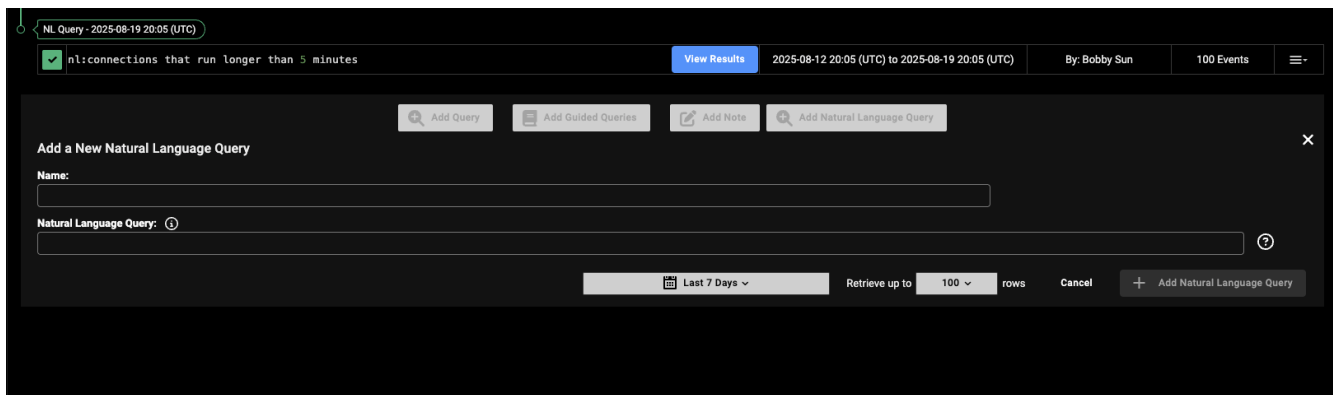 NL Query - 2025-08-19 20:05 (UTC)
nl:connections that run longer than 5 minutes View Results 2025-08-12 20:05 (UTC) to 2025-08-19 20:05 (UTC) By: Bobby Sun 100 Events
Add Query Add Guided Queries Add Note Add Natural Language Query
Add a New Natural Language Query
Name:
Natural Language Query:
Last 7 Days Retrieve up to 100 rows Cancel + Add Natural Language Query